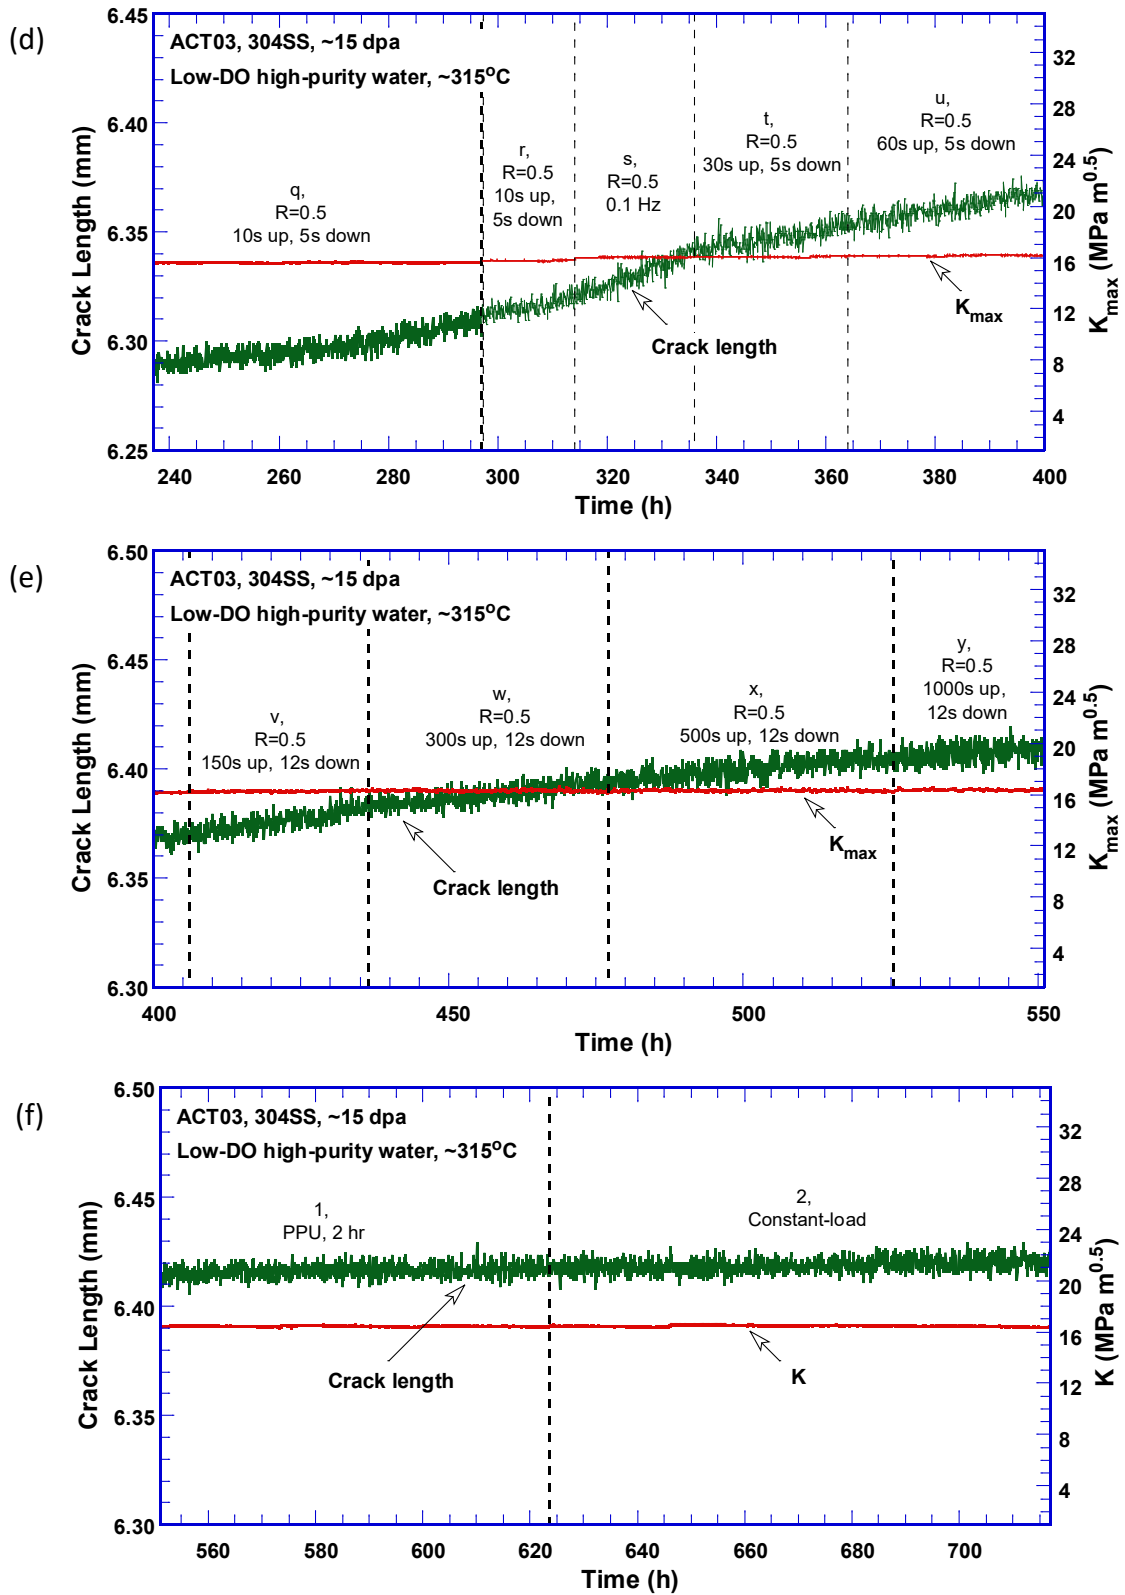 (d)
ACT03, 304SS, ~15 dpa
Low-DO high-purity water, ~315°C
q,
R=0.5
10s up, 5s down
r,
R=0.5
10s up,
5s down
s,
R=0.5
0.1 Hz
t,
R=0.5
30s up, 5s down
u,
R=0.5
60s up, 5s down
Crack length
Kmax
Crack Length (mm)
6.45
6.40
6.35
6.30
6.25
Kmax (MPa m0.5)
32
28
24
20
16
12
8
4
240 260 280 300 320 340 360 380 400
Time (h)
(e)
ACT03, 304SS, ~15 dpa
Low-DO high-purity water, ~315°C
v,
R=0.5
150s up, 12s down
w,
R=0.5
300s up, 12s down
x,
R=0.5
500s up, 12s down
y,
R=0.5
1000s up,
12s down
Crack length
Kmax
Crack Length (mm)
6.50
6.45
6.40
6.35
6.30
Kmax (MPa m0.5)
32
28
24
20
16
12
8
4
400 450 500 550
Time (h)
(f)
ACT03, 304SS, ~15 dpa
Low-DO high-purity water, ~315°C
1,
PPU, 2 hr
2,
Constant-load
Crack length
K
Crack Length (mm)
6.50
6.45
6.40
6.35
6.30
K (MPa m0.5)
32
28
24
20
16
12
8
4
560 580 600 620 640 660 680 700
Time (h)